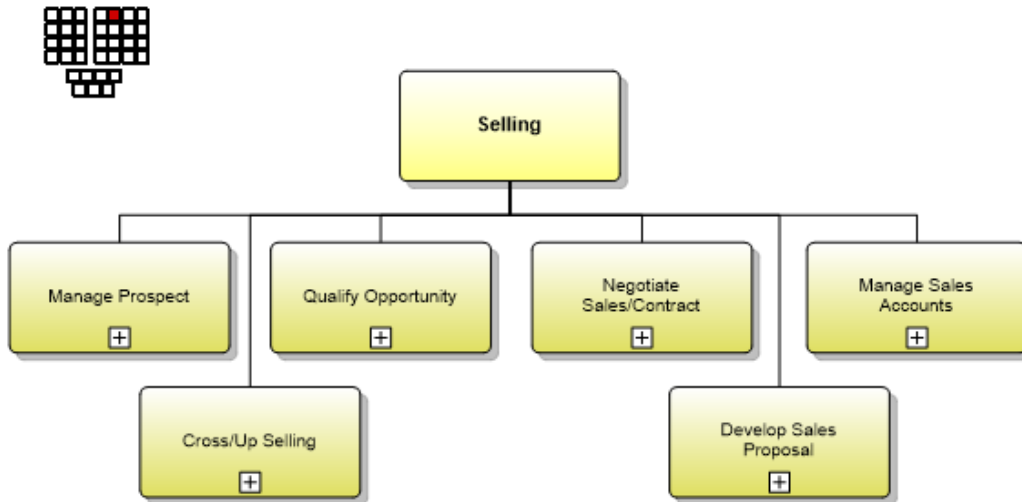 Selling
Manage Prospect
Qualify Opportunity
Negotiate
Sales/Contract
Manage Sales
Accounts
Cross/Up Selling
Develop Sales
Proposal